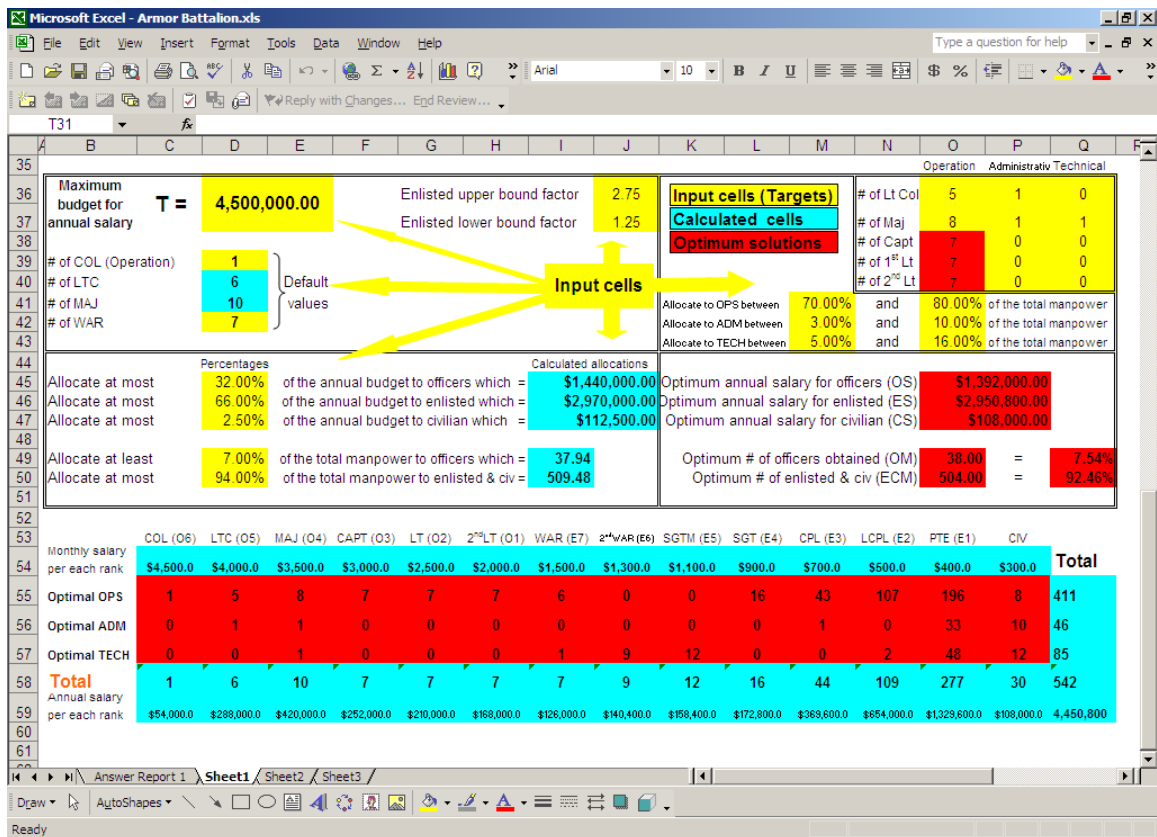 Microsoft Excel - Armor Battalion.xls
File Edit View Insert Format Tools Data Window Help Type a question for help
Arial 10 B I U $ %
Reply with Changes... End Review...
T31 fx
A B C D E F G H I J K L M N O P Q R
35 Operation Administrativ Technical
36 Maximum budget for annual salary T = 4,500,000.00 Enlisted upper bound factor 2.75 Input cells (Targets) # of Lt Col 5 1 0
37 Enlisted lower bound factor 1.25 Calculated cells # of Maj 8 1 1
38 Optimum solutions # of Capt 7 0 0
39 # of COL (Operation) 1 # of 1st Lt 7 0 0
40 # of LTC 6 Default Input cells # of 2nd Lt 7 0 0
41 # of MAJ 10 values Allocate to OPS between 70.00% and 80.00% of the total manpower
42 # of WAR 7 Allocate to ADM between 3.00% and 10.00% of the total manpower
43 Allocate to TECH between 5.00% and 16.00% of the total manpower
44 Percentages Calculated allocations
45 Allocate at most 32.00% of the annual budget to officers which = $1,440,000.00 Optimum annual salary for officers (OS) $1,392,000.00
46 Allocate at most 66.00% of the annual budget to enlisted which = $2,970,000.00 Optimum annual salary for enlisted (ES) $2,950,800.00
47 Allocate at most 2.50% of the annual budget to civilian which = $112,500.00 Optimum annual salary for civilian (CS) $108,000.00
48
49 Allocate at least 7.00% of the total manpower to officers which = 37.94 Optimum # of officers obtained (OM) 38.00 = 7.54%
50 Allocate at most 94.00% of the total manpower to enlisted & civ = 509.48 Optimum # of enlisted & civ (ECM) 504.00 = 92.46%
51
52
53 COL (O6) LTC (O5) MAJ (O4) CAPT (O3) LT (O2) 2ndLT (O1) WAR (E7) 2ndWAR (E6) SGTM (E5) SGT (E4) CPL (E3) LCPL (E2) PTE (E1) CIV
54 Monthly salary per each rank $4,500.0 $4,000.0 $3,500.0 $3,000.0 $2,500.0 $2,000.0 $1,500.0 $1,300.0 $1,100.0 $900.0 $700.0 $500.0 $400.0 $300.0 Total
55 Optimal OPS 1 5 8 7 7 7 6 0 0 16 43 107 196 8 411
56 Optimal ADM 0 1 1 0 0 0 0 0 0 0 1 0 33 10 46
57 Optimal TECH 0 0 1 0 0 0 1 9 12 0 0 2 48 12 85
58 Total 1 6 10 7 7 7 7 9 12 16 44 109 277 30 542
59 Annual salary per each rank $54,000.0 $288,000.0 $420,000.0 $252,000.0 $210,000.0 $168,000.0 $126,000.0 $140,400.0 $158,400.0 $172,800.0 $369,600.0 $654,000.0 $1,329,600.0 $108,000.0 4,450,800
60
61
Answer Report 1 Sheet1 Sheet2 Sheet3
Draw AutoShapes
Ready